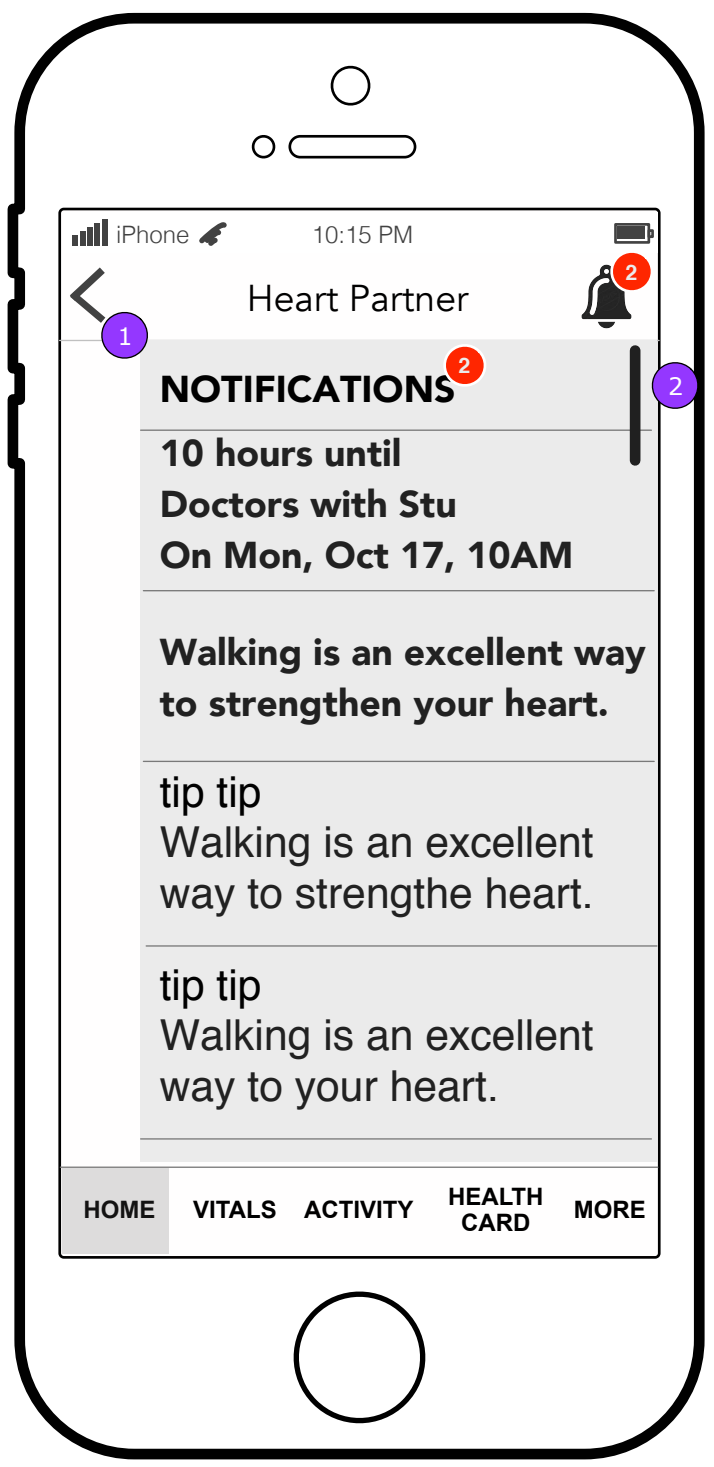 iPhone 10:15 PM
2
Heart Partner
1
NOTIFICATIONS 2
2
10 hours until
Doctors with Stu
On Mon, Oct 17, 10AM
Walking is an excellent way
to strengthen your heart.
tip tip
Walking is an excellent
way to strengthe heart.
tip tip
Walking is an excellent
way to your heart.
HOME VITALS ACTIVITY HEALTH CARD MORE